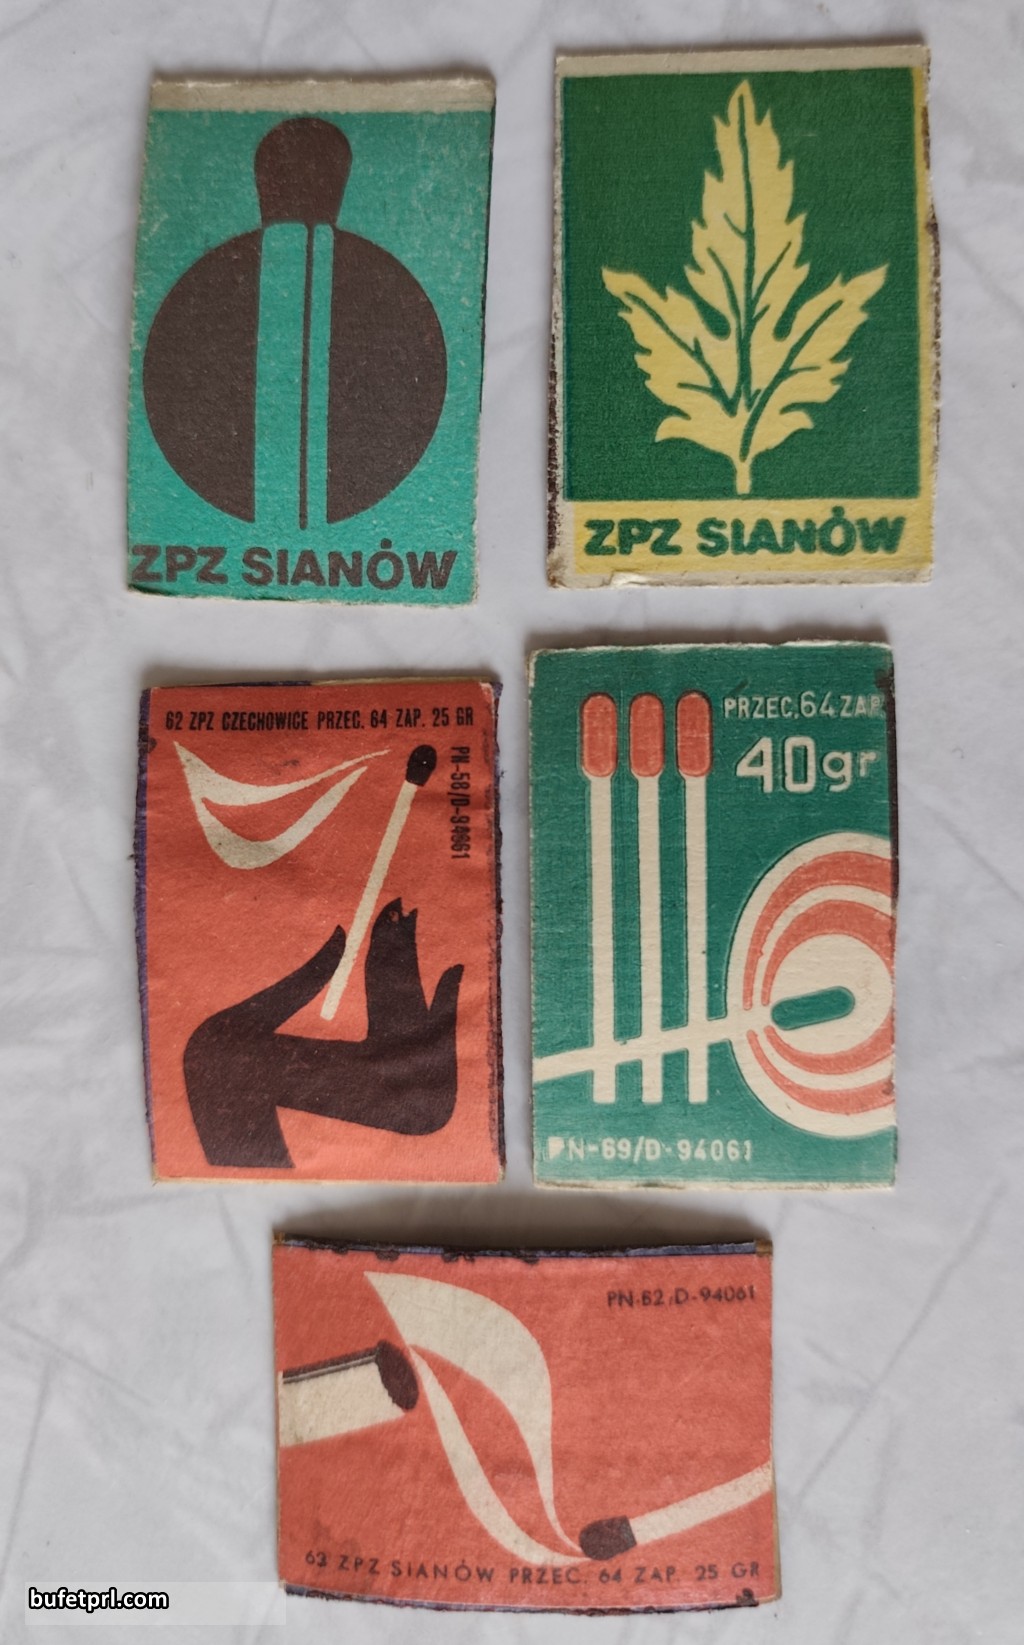 ZPZ SIANÓW
ZPZ SIANÓW
62 ZPZ CZECHOWICE PRZEC. 64 ZAP. 25 GR
PN-58/D-94061
PRZEC. 64 ZAP.
40gr
PN-69/D-94061
PN-62/D-94061
63 ZPZ SIANÓW PRZEC. 64 ZAP. 25 GR
bufetprl.com